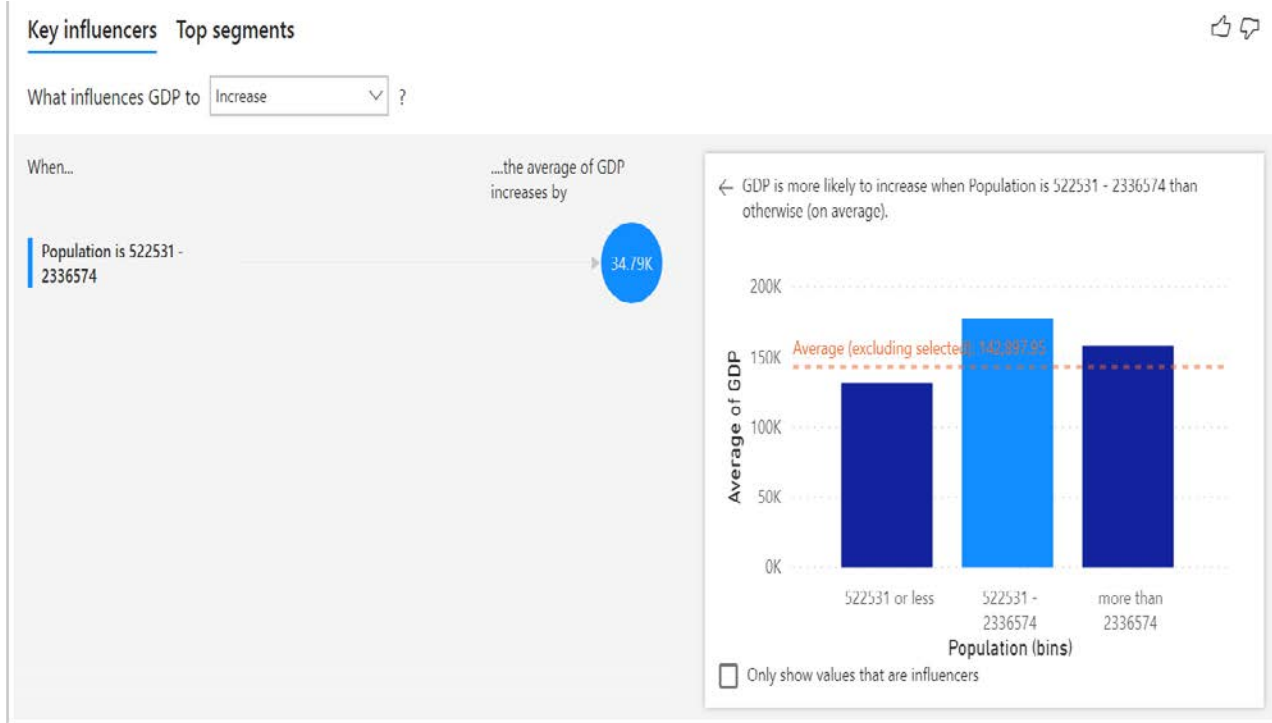 Key influencers Top segments
What influences GDP to Increase ?
When...
....the average of GDP
increases by
Population is 522531 -
2336574
34.79K
← GDP is more likely to increase when Population is 522531 - 2336574 than
otherwise (on average).
200K
150K
100K
50K
0K
Average of GDP
Average (excluding selected): 142,897.95
522531 or less
522531 -
2336574
more than
2336574
Population (bins)
Only show values that are influencers